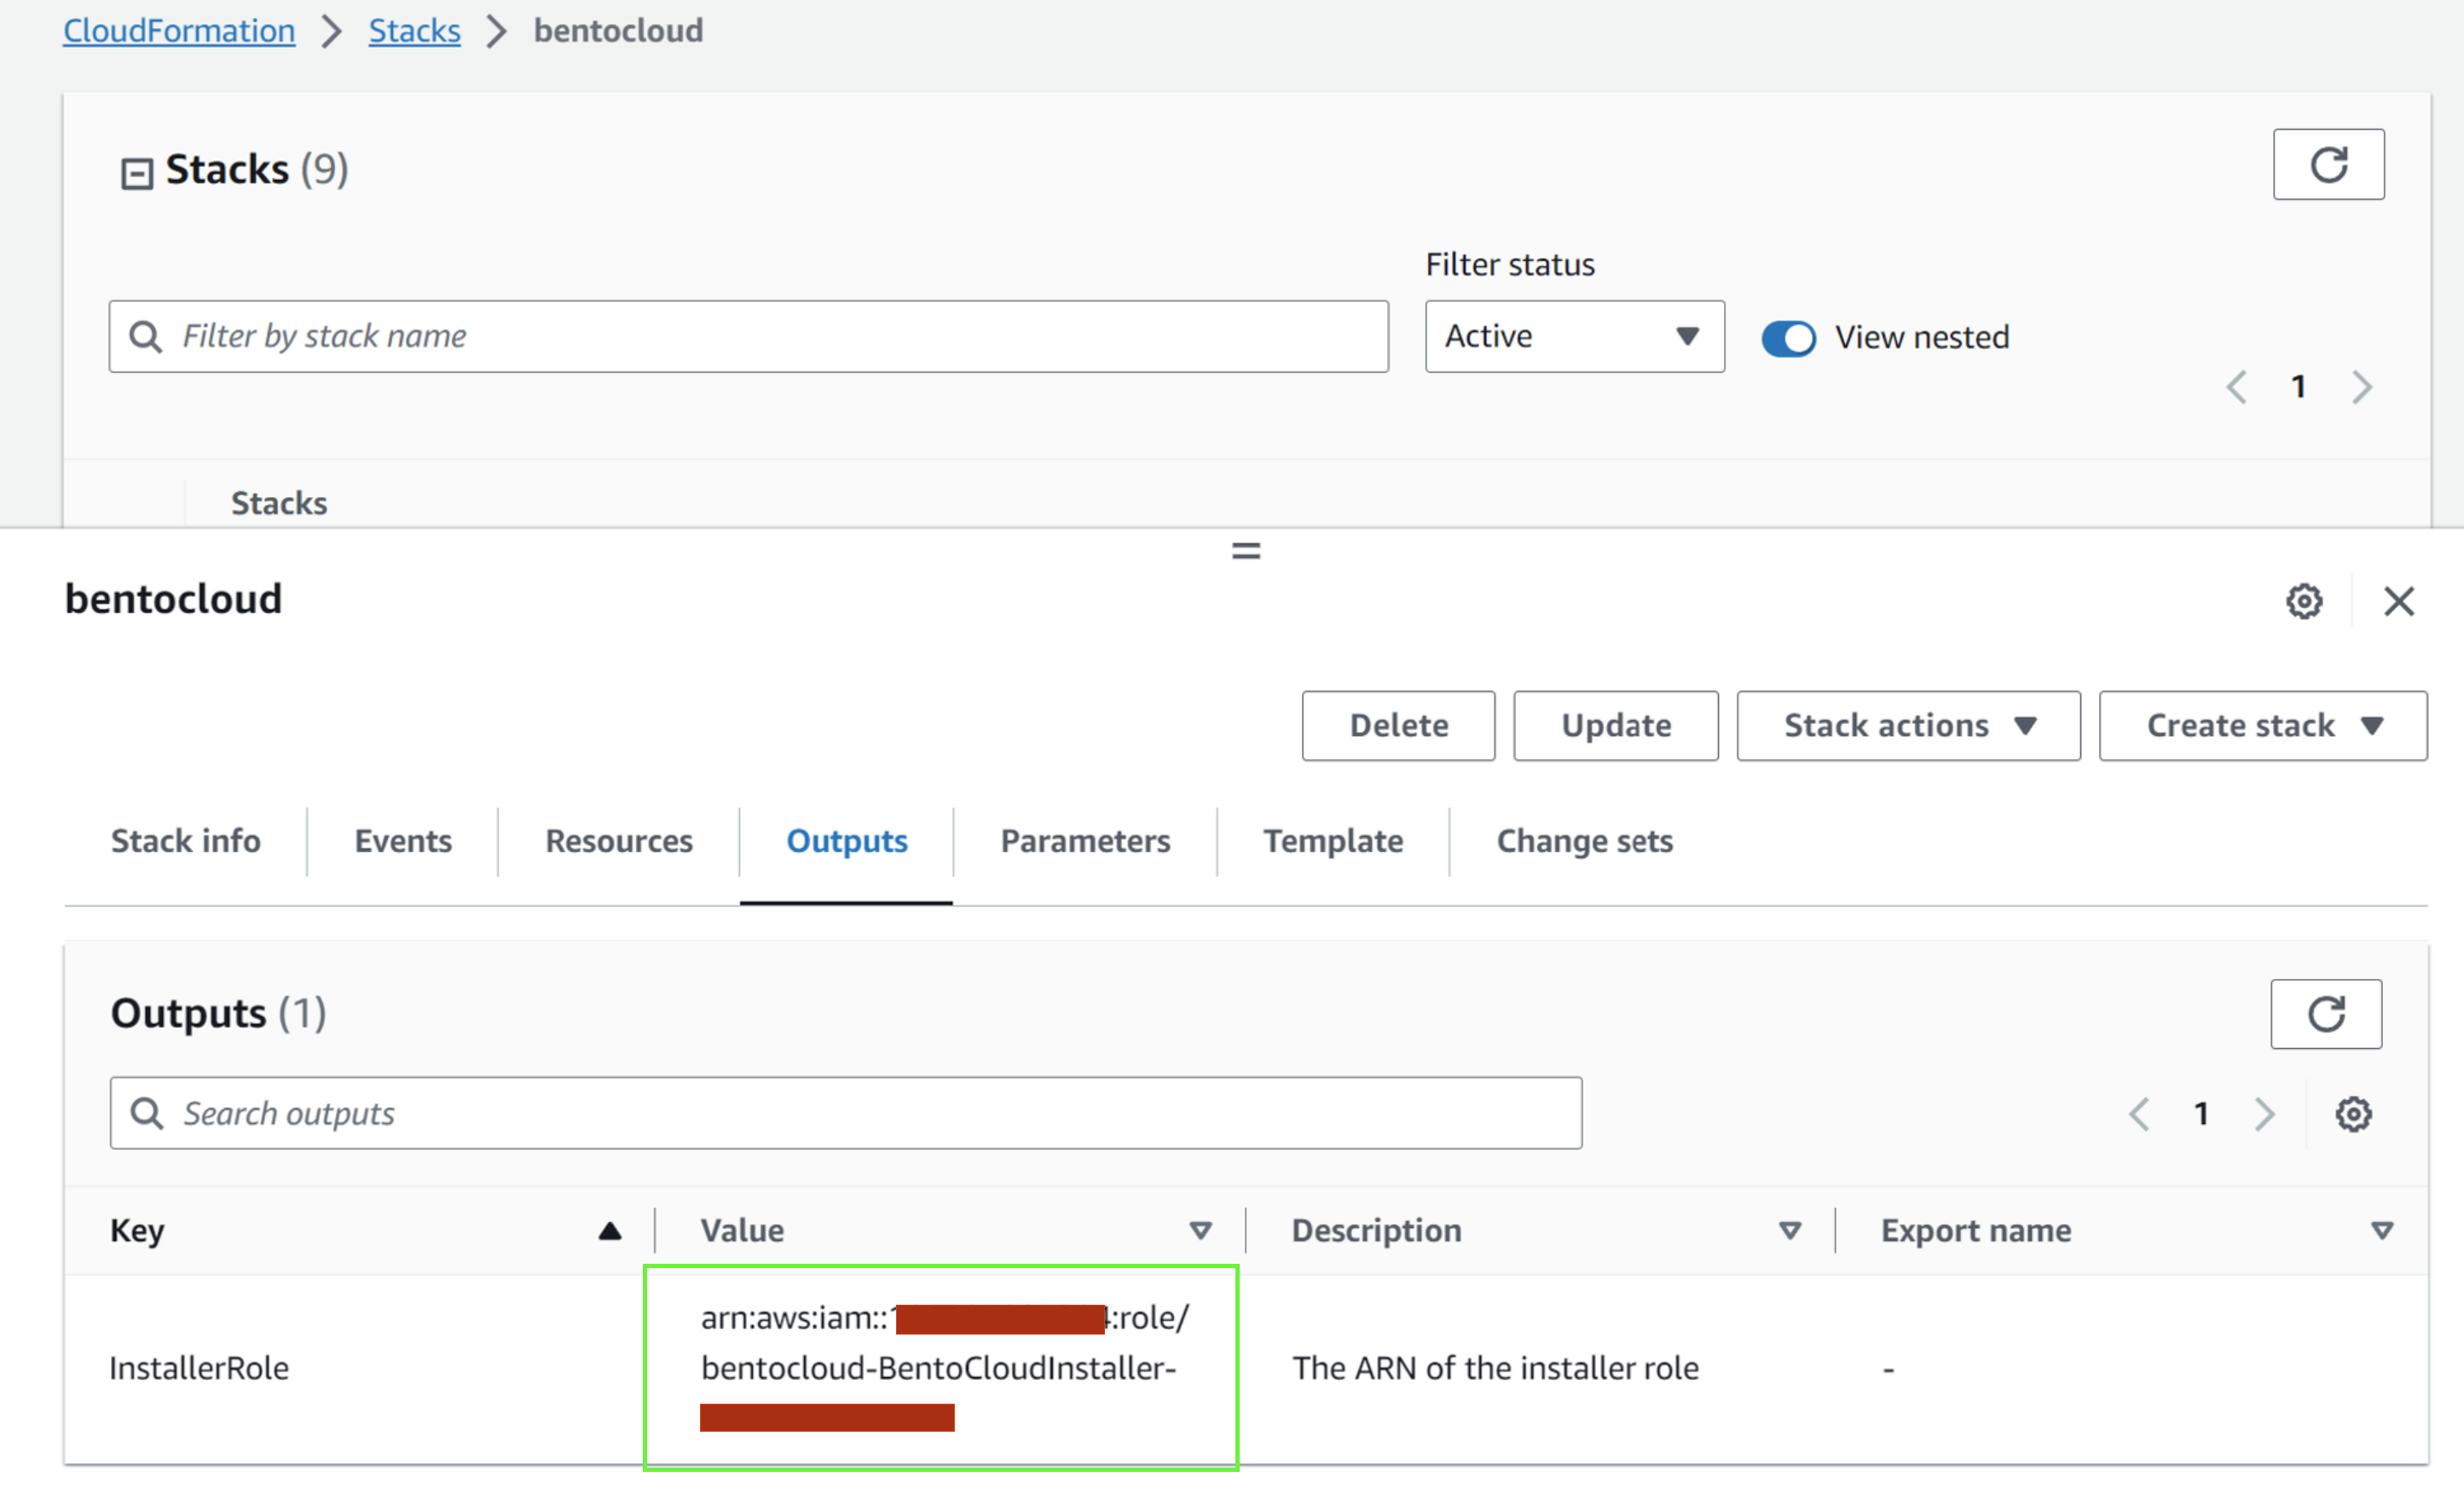 CloudFormation > Stacks > bentocloud
Stacks (9)
Filter status
Filter by stack name
Active
View nested
1
Stacks
bentocloud
Delete
Update
Stack actions
Create stack
Stack info
Events
Resources
Outputs
Parameters
Template
Change sets
Outputs (1)
Search outputs
1
Key
Value
Description
Export name
InstallerRole
arn:aws:iam:: :role/
bentocloud-BentoCloudInstaller-
The ARN of the installer role
-